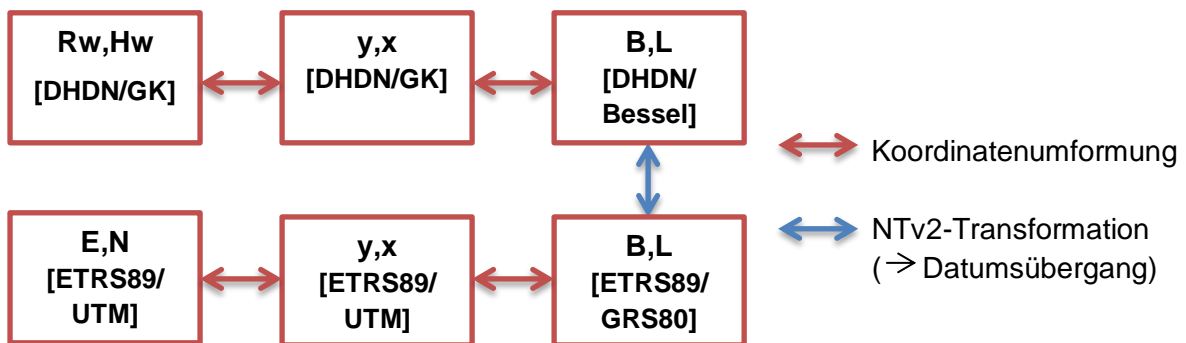 Rw,Hw
[DHDN/GK]
y,x
[DHDN/GK]
B,L
[DHDN/
Bessel]
Koordinatenumformung
E,N
[ETRS89/
UTM]
y,x
[ETRS89/
UTM]
B,L
[ETRS89/
GRS80]
NTv2-Transformation
(→ Datumsübergang)